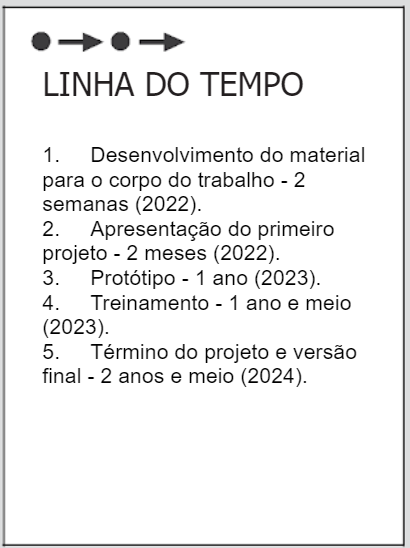 LINHA DO TEMPO
1. Desenvolvimento do material
para o corpo do trabalho - 2
semanas (2022).
2. Apresentação do primeiro
projeto - 2 meses (2022).
3. Protótipo - 1 ano (2023).
4. Treinamento - 1 ano e meio
(2023).
5. Término do projeto e versão
final - 2 anos e meio (2024).